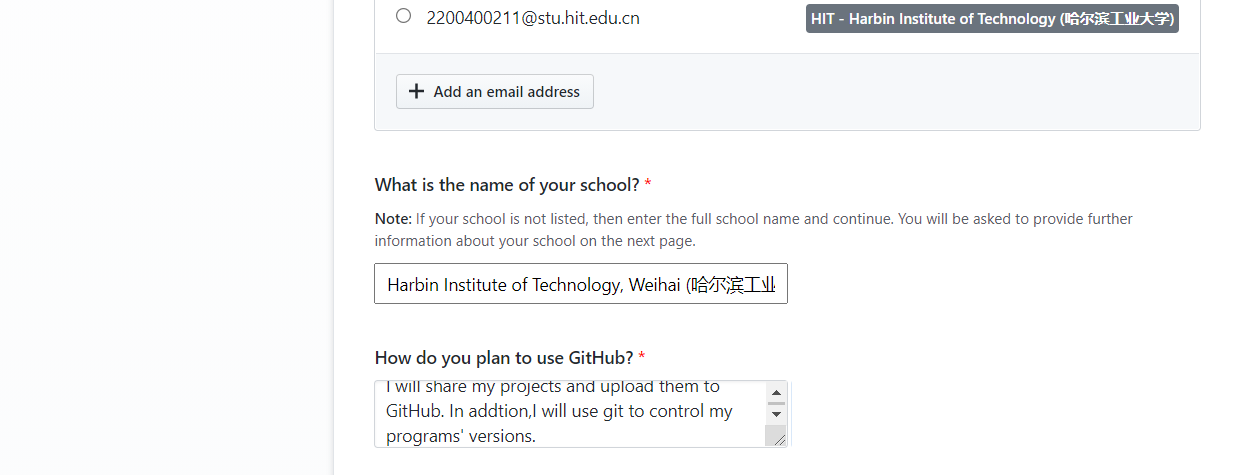 2200400211@stu.hit.edu.cn
HIT - Harbin Institute of Technology (哈尔滨工业大学)
Add an email address
What is the name of your school? *
Note: If your school is not listed, then enter the full school name and continue. You will be asked to provide further
information about your school on the next page.
Harbin Institute of Technology, Weihai (哈尔滨工业
How do you plan to use GitHub? *
I will share my projects and upload them to
GitHub. In addtion,I will use git to control my
programs' versions.